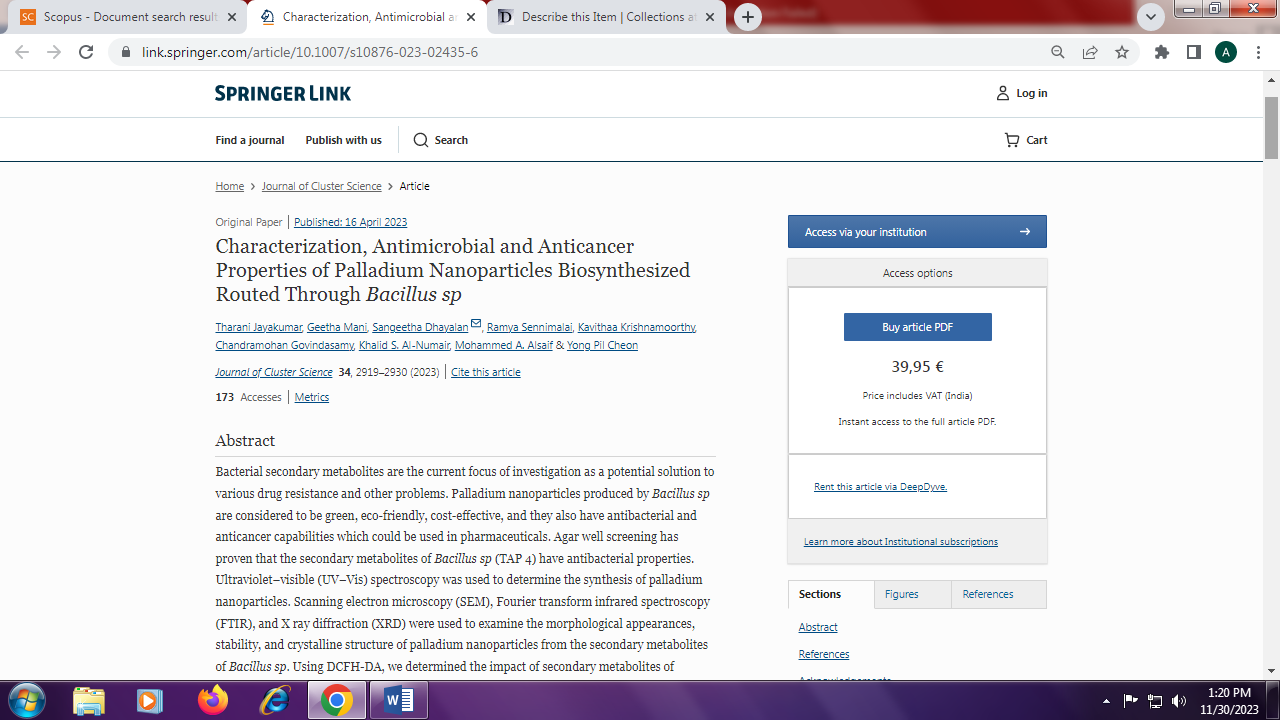 Scopus - Document search result
Characterization, Antimicrobial a
Describe this Item | Collections a
link.springer.com/article/10.1007/s10876-023-02435-6
A
SPRINGER LINK
Log in
Find a journal
Publish with us
Search
Cart
Home > Journal of Cluster Science > Article
Original Paper | Published: 16 April 2023
Characterization, Antimicrobial and Anticancer
Properties of Palladium Nanoparticles Biosynthesized
Routed Through Bacillus sp
Tharani Jayakumar, Geetha Mani, Sangeetha Dhayalan, Ramya Sennimalai, Kavithaa Krishnamoorthy,
Chandramohan Govindasamy, Khalid S. Al-Numair, Mohammed A. Alsaif & Yong Pil Cheon
Journal of Cluster Science 34, 2919–2930 (2023) | Cite this article
173 Accesses | Metrics
Abstract
Bacterial secondary metabolites are the current focus of investigation as a potential solution to
various drug resistance and other problems. Palladium nanoparticles produced by Bacillus sp
are considered to be green, eco-friendly, cost-effective, and they also have antibacterial and
anticancer capabilities which could be used in pharmaceuticals. Agar well screening has
proven that the secondary metabolites of Bacillus sp (TAP 4) have antibacterial properties.
Ultraviolet–visible (UV–Vis) spectroscopy was used to determine the synthesis of palladium
nanoparticles. Scanning electron microscopy (SEM), Fourier transform infrared spectroscopy
(FTIR), and X ray diffraction (XRD) were used to examine the morphological appearances,
stability, and crystalline structure of palladium nanoparticles from the secondary metabolites
of Bacillus sp. Using DCFH-DA, we determined the impact of secondary metabolites of
Access via your institution
Access options
Buy article PDF
39,95 €
Price includes VAT (India)
Instant access to the full article PDF.
Rent this article via DeepDyve.
Learn more about Institutional subscriptions
Sections
Figures
References
Abstract
References
Acknowledgements
1:20 PM
11/30/2023